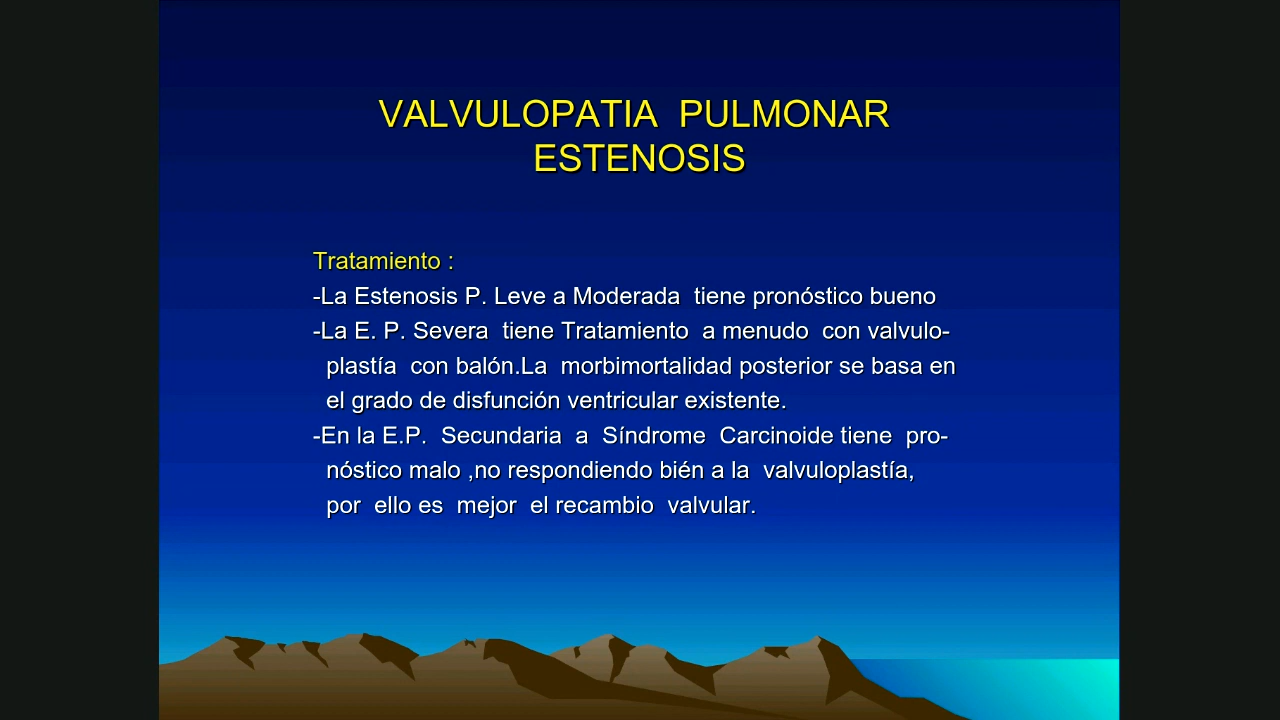 VALVULOPATIA PULMONAR
ESTENOSIS
Tratamiento :
-La Estenosis P. Leve a Moderada tiene pronóstico bueno
-La E. P. Severa tiene Tratamiento a menudo con valvulo-
plastía con balón.La morbimortalidad posterior se basa en
el grado de disfunción ventricular existente.
-En la E.P. Secundaria a Síndrome Carcinoide tiene pro-
nóstico malo ,no respondiendo bién a la valvuloplastía,
por ello es mejor el recambio valvular.